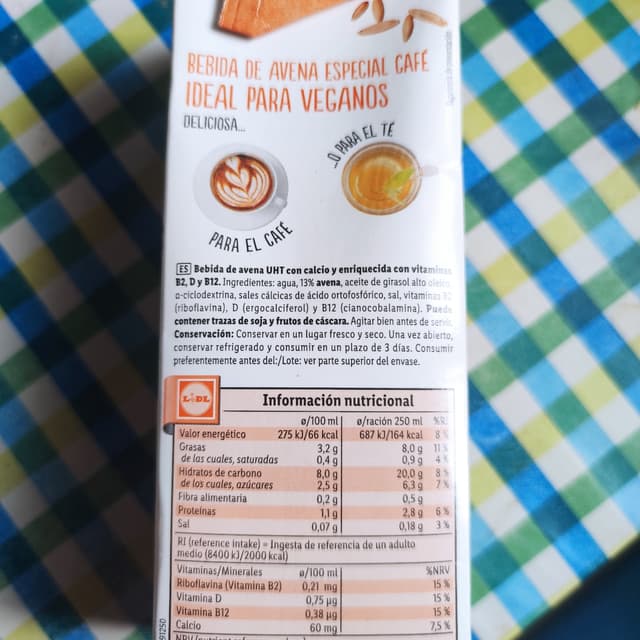 BEBIDA DE AVENA ESPECIAL CAFÉ
IDEAL PARA VEGANOS
DELICIOSA...
PARA EL CAFÉ
...O PARA EL TÉ
ES Bebida de avena UHT con calcio y enriquecida con vitaminas
B2, D y B12. Ingredientes: agua, 13% avena, aceite de girasol alto oleico,
α-ciclodextrina, sales cálcicas de ácido ortofosfórico, sal, vitaminas B2
(riboflavina), D (ergocalciferol) y B12 (cianocobalamina). Puede
contener trazas de soja y frutos de cáscara. Agitar bien antes de servir.
Conservación: Conservar en un lugar fresco y seco. Una vez abierto,
conservar refrigerado y consumir en un plazo de 3 días. Consumir
preferentemente antes del:/Lote: ver parte superior del envase.
LIDL
Información nutricional
ø/100 ml ø/ración 250 ml %RI
Valor energético 275 kJ/66 kcal 687 kJ/164 kcal 8 %
Grasas 3,2 g 8,0 g 11 %
de las cuales, saturadas 0,4 g 0,9 g 4 %
Hidratos de carbono 8,0 g 20,0 g 8 %
de los cuales, azúcares 2,5 g 6,3 g 7 %
Fibra alimentaria 0,2 g 0,5 g
Proteínas 1,1 g 2,8 g 6 %
Sal 0,07 g 0,18 g 3 %
RI (reference intake) = Ingesta de referencia de un adulto
medio (8400 kJ/2000 kcal)
Vitaminas/Minerales ø/100 ml %NRV
Riboflavina (Vitamina B2) 0,21 mg 15 %
Vitamina D 0,75 µg 15 %
Vitamina B12 0,38 µg 15 %
Calcio 60 mg 7,5 %
91250